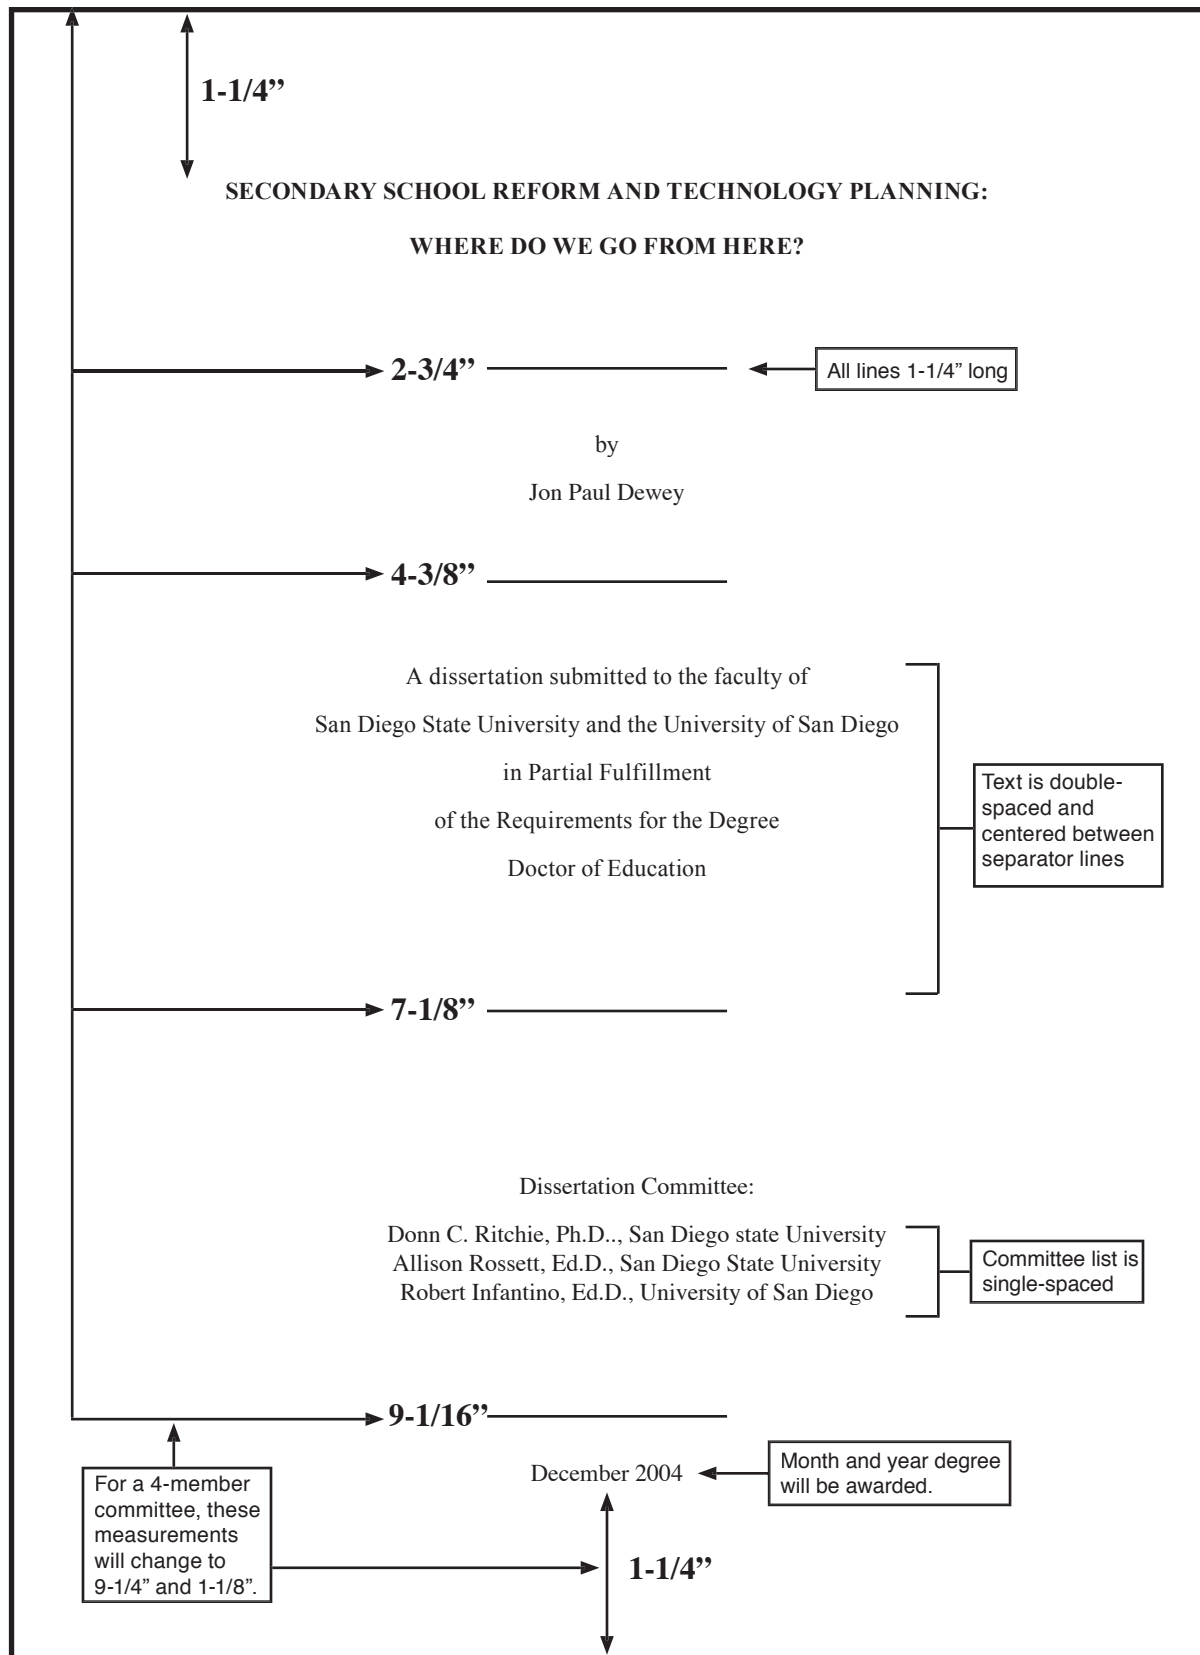 1-1/4”
SECONDARY SCHOOL REFORM AND TECHNOLOGY PLANNING:
WHERE DO WE GO FROM HERE?
2-3/4”
All lines 1-1/4” long
by
Jon Paul Dewey
4-3/8”
A dissertation submitted to the faculty of
San Diego State University and the University of San Diego
in Partial Fulfillment
of the Requirements for the Degree
Doctor of Education
Text is double-
spaced and
centered between
separator lines
7-1/8”
Dissertation Committee:
Donn C. Ritchie, Ph.D.., San Diego state University
Allison Rossett, Ed.D., San Diego State University
Robert Infantino, Ed.D., University of San Diego
Committee list is
single-spaced
9-1/16”
December 2004
Month and year degree
will be awarded.
For a 4-member
committee, these
measurements
will change to
9-1/4” and 1-1/8”.
1-1/4”